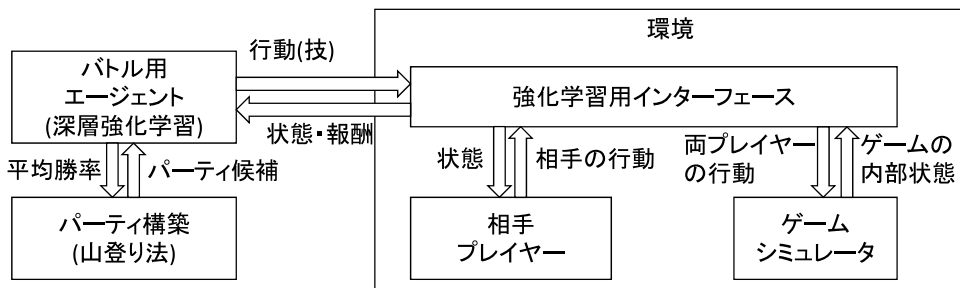 環境
バトル用
エージェント
(深層強化学習)
行動(技)
状態・報酬
強化学習用インターフェース
平均勝率
パーティ候補
状態
相手の行動
両プレイヤー
の行動
ゲームの
内部状態
パーティ構築
(山登り法)
相手
プレイヤー
ゲーム
シミュレータ